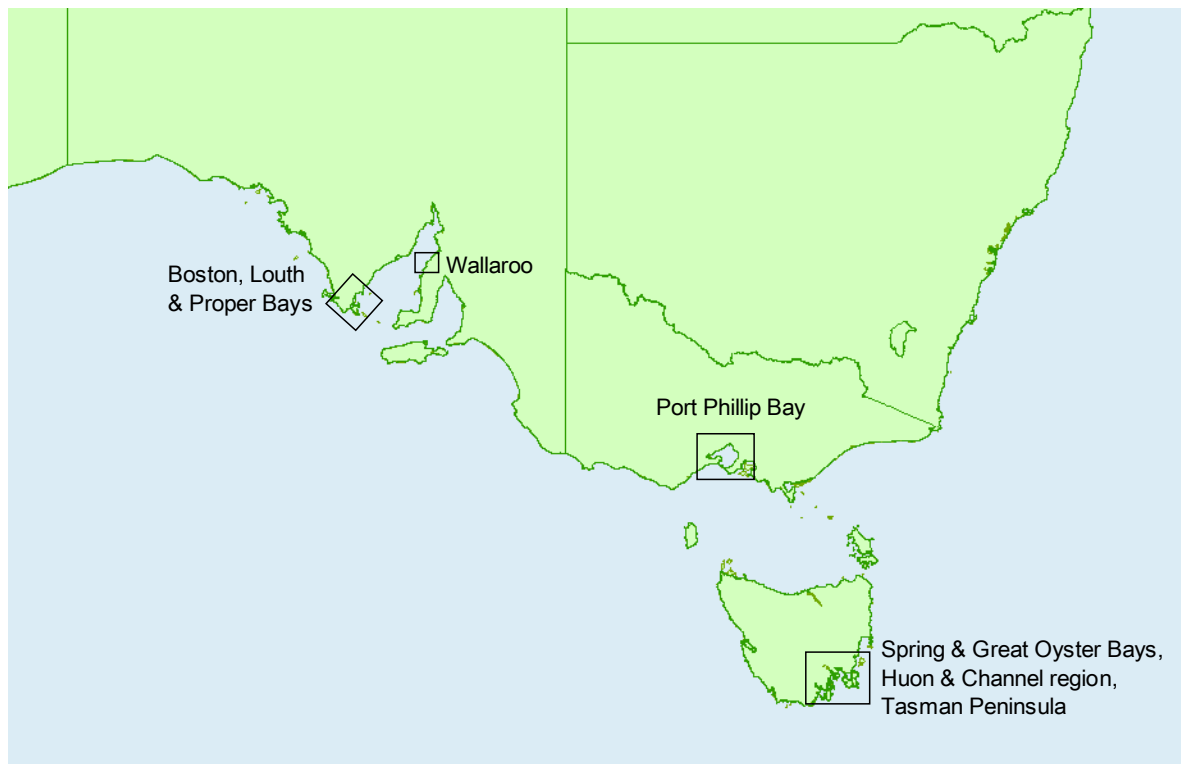 Wallaroo
Boston, Louth
& Proper Bays
Port Phillip Bay
Spring & Great Oyster Bays,
Huon & Channel region,
Tasman Peninsula